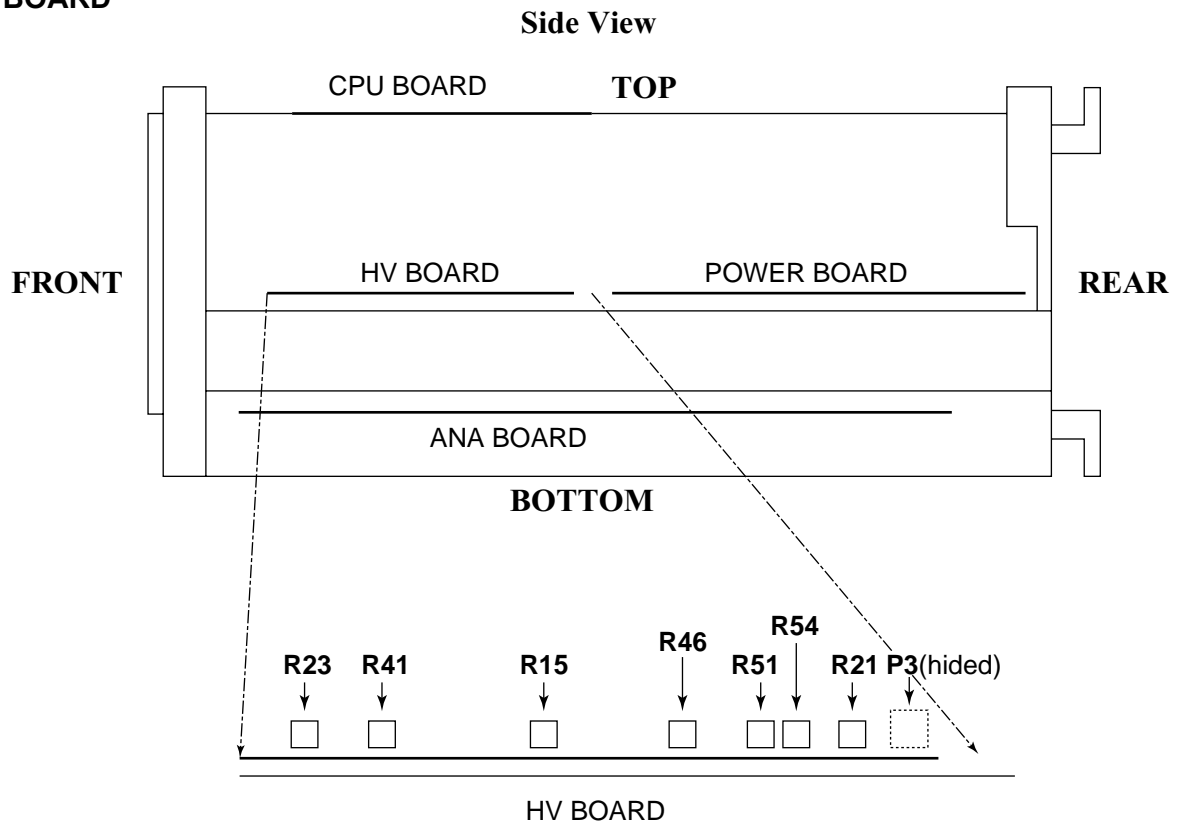 BOARD
Side View
CPU BOARD
TOP
FRONT
HV BOARD
POWER BOARD
REAR
ANA BOARD
BOTTOM
R54
R46
R23 R41 R15 R51 R21 P3(hided)
HV BOARD